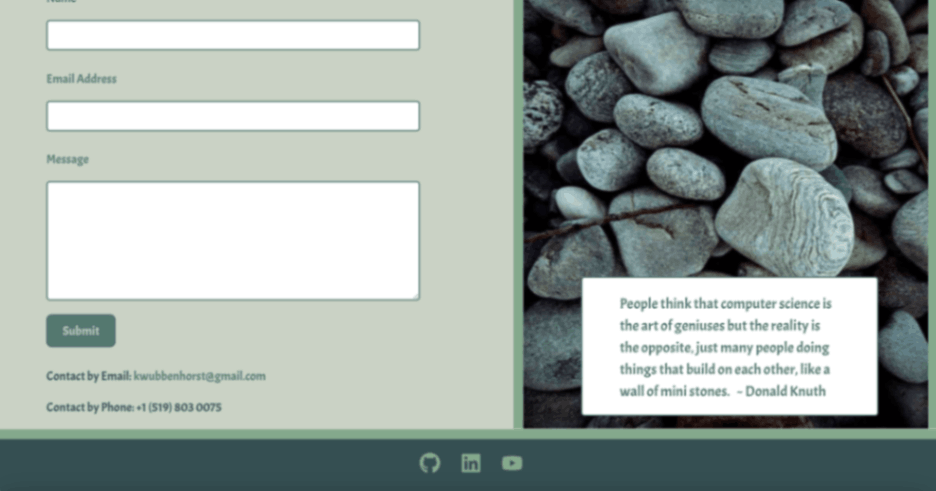 Name
Email Address
Message
Submit
Contact by Email: kwubbenhorst@gmail.com
Contact by Phone: +1 (519) 803 0075
People think that computer science is
the art of geniuses but the reality is
the opposite, just many people doing
things that build on each other, like a
wall of mini stones. – Donald Knuth
in